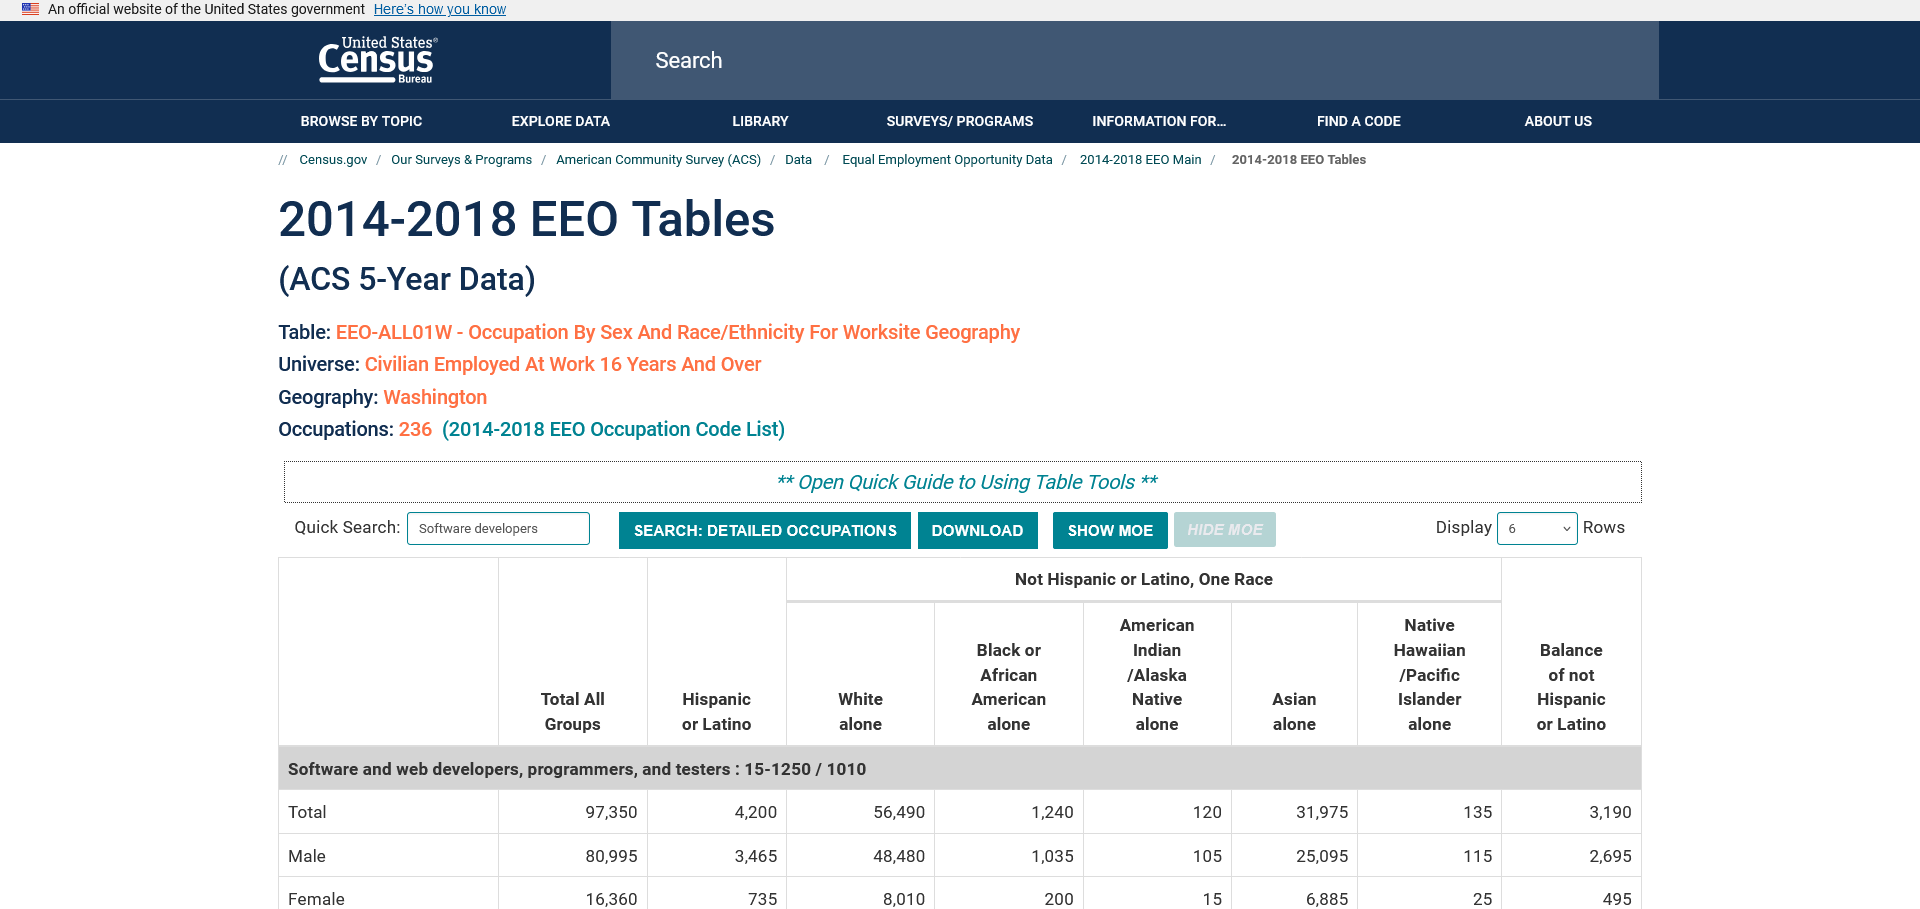 An official website of the United States government Here's how you know
United States®
Census
Bureau
Search
BROWSE BY TOPIC EXPLORE DATA LIBRARY SURVEYS/ PROGRAMS INFORMATION FOR... FIND A CODE ABOUT US
// Census.gov / Our Surveys & Programs / American Community Survey (ACS) / Data / Equal Employment Opportunity Data / 2014-2018 EEO Main / 2014-2018 EEO Tables
2014-2018 EEO Tables
(ACS 5-Year Data)
Table: EEO-ALL01W - Occupation By Sex And Race/Ethnicity For Worksite Geography
Universe: Civilian Employed At Work 16 Years And Over
Geography: Washington
Occupations: 236 (2014-2018 EEO Occupation Code List)
** Open Quick Guide to Using Table Tools **
Quick Search: Software developers SEARCH: DETAILED OCCUPATIONS DOWNLOAD SHOW MOE HIDE MOE Display 6 Rows
Not Hispanic or Latino, One Race
Total All
Groups
Hispanic
or Latino
White
alone
Black or
African
American
alone
American
Indian
/Alaska
Native
alone
Asian
alone
Native
Hawaiian
/Pacific
Islander
alone
Balance
of not
Hispanic
or Latino
Software and web developers, programmers, and testers : 15-1250 / 1010
Total 97,350 4,200 56,490 1,240 120 31,975 135 3,190
Male 80,995 3,465 48,480 1,035 105 25,095 115 2,695
Female 16,360 735 8,010 200 15 6,885 25 495